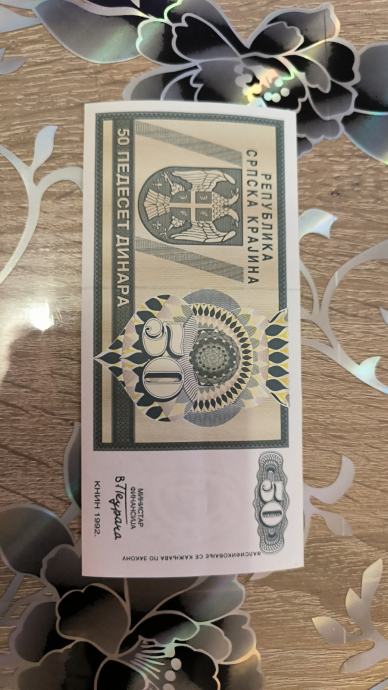 РЕПУБЛИКА
СРПСКА КРАЈИНА
50 ПЕДЕСЕТ ДИНАРА
50
50
МИНИСТАР
ФИНАНСИЈА
КНИН 1992.
ФАЛСИФИКОВАЊЕ СЕ КАЖЊАВА ПО ЗАКОНУ